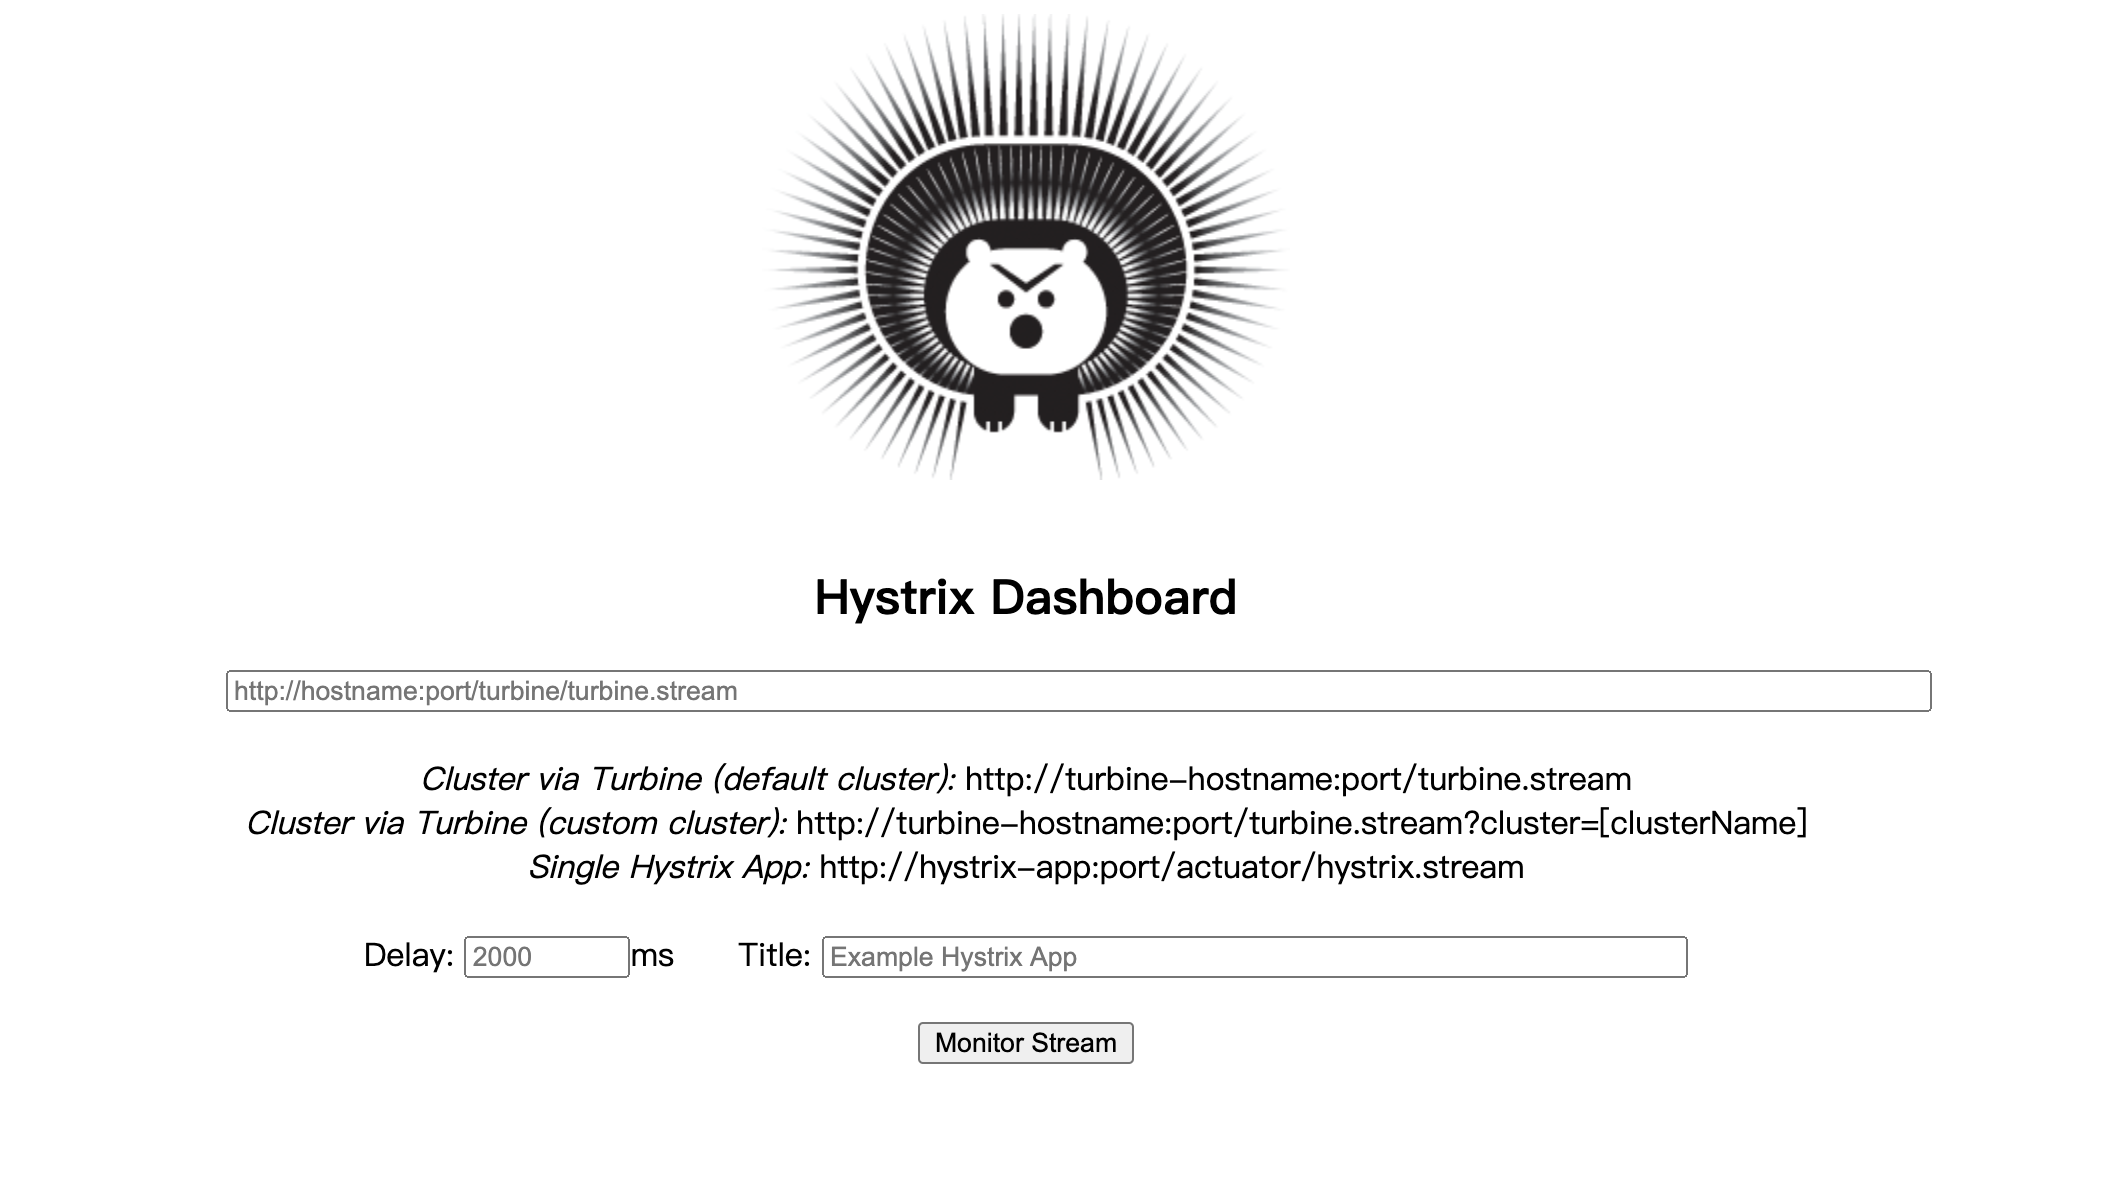 Hystrix Dashboard
http://hostname:port/turbine/turbine.stream
Cluster via Turbine (default cluster): http://turbine-hostname:port/turbine.stream
Cluster via Turbine (custom cluster): http://turbine-hostname:port/turbine.stream?cluster=[clusterName]
Single Hystrix App: http://hystrix-app:port/actuator/hystrix.stream
Delay: 2000 ms Title: Example Hystrix App
Monitor Stream